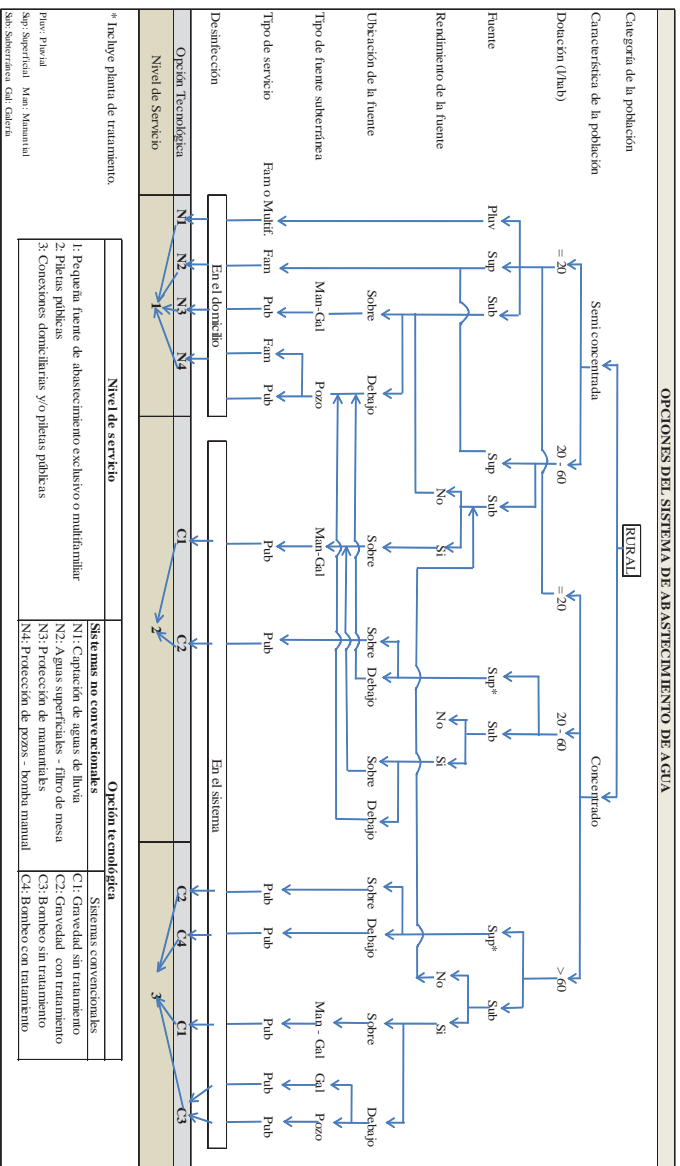 OPCIONES DEL SISTEMA DE ABASTECIMIENTO DE AGUA
Categoría de la población RURAL
Característica de la población Semi concentrada Concentrado
Dotación (l/hab) = 20 20 - 60 = 20 20 - 60 > 60
Fuente Pluv Sup Sub Sup Sub Sup* Sub Sup* Sub
Rendimiento de la fuente No Si No Si No Si
Ubicación de la fuente Sobre Debajo Sobre Sobre Debajo Sobre Debajo Sobre Debajo Sobre Debajo
Tipo de fuente subterránea Man-Gal Pozo Man-Gal Man - Gal Gal Pozo
Tipo de servicio Fam o Multif. Fam Pub Fam Pub Pub Pub Pub Pub Pub Pub Pub
Desinfección En el domicilio En el sistema
Opción Tecnológica N1 N2 N3 N4 C1 C2 C2 C4 C1 C3
Nivel de Servicio 1 2 3
* Incluye planta de tratamiento.
Pluv: Pluvial
Sup: Superficial Man: Manantial
Sub: Subterránea Gal: Galería
Nivel de servicio
1: Pequeña fuente de abastecimiento exclusivo o multifamiliar
2: Piletas públicas
3: Conexiones domiciliarias y/o piletas públicas
Opción tecnológica
Sistemas no convencionales
N1: Captación de aguas de lluvia
N2: Aguas superficiales - filtro de mesa
N3: Protección de manantiales
N4: Protección de pozos - bomba manual
Sistemas convencionales
C1: Gravedad sin tratamiento
C2: Gravedad con tratamiento
C3: Bombeo sin tratamiento
C4: Bombeo con tratamiento